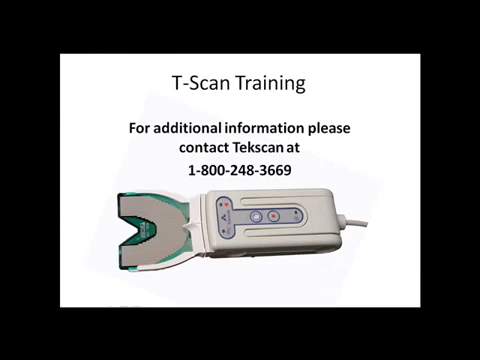 T-Scan Training
For additional information please
contact Tekscan at
1-800-248-3669